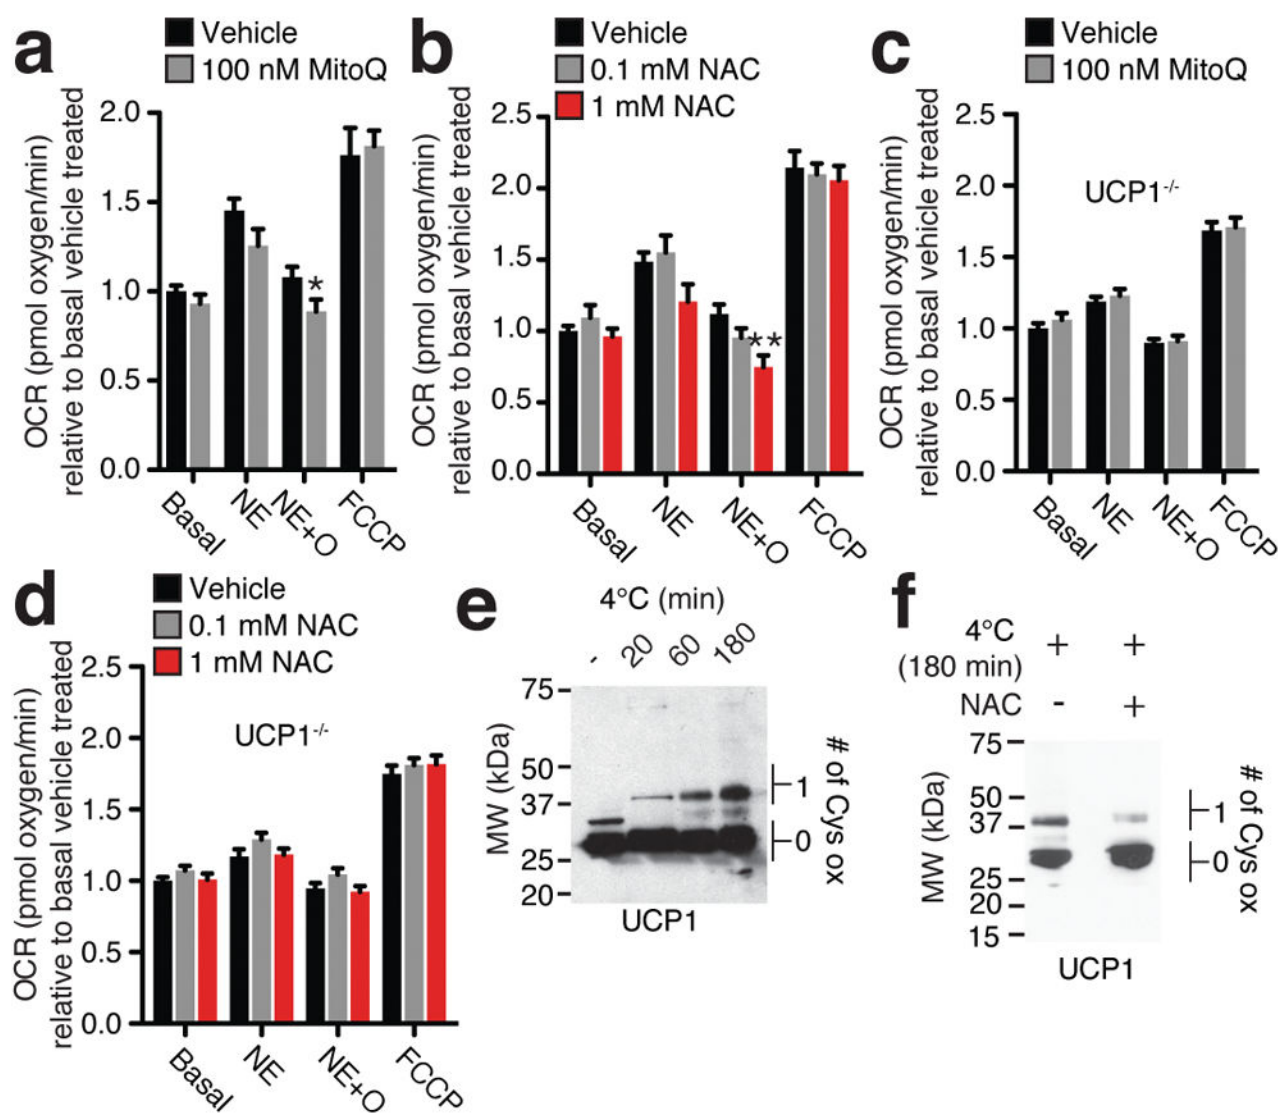 a
Vehicle
100 nM MitoQ
OCR (pmol oxygen/min)
relative to basal vehicle treated
2.0
1.5
1.0
0.5
0.0
*
Basal
NE
NE+O
FCCP
b
Vehicle
0.1 mM NAC
1 mM NAC
OCR (pmol oxygen/min)
relative to basal vehicle treated
2.5
2.0
1.5
1.0
0.5
0.0
**
Basal
NE
NE+O
FCCP
c
Vehicle
100 nM MitoQ
OCR (pmol oxygen/min)
relative to basal vehicle treated
2.5
2.0
1.5
1.0
0.5
0.0
UCP1-/-
Basal
NE
NE+O
FCCP
d
Vehicle
0.1 mM NAC
1 mM NAC
OCR (pmol oxygen/min)
relative to basal vehicle treated
2.5
2.0
1.5
1.0
0.5
0.0
UCP1-/-
Basal
NE
NE+O
FCCP
e
4°C (min)
- 20 60 180
MW (kDa)
75
50
37
25
20
1
0
# of Cys ox
UCP1
f
4°C + +
(180 min)
NAC - +
MW (kDa)
75
50
37
25
20
15
1
0
# of Cys ox
UCP1